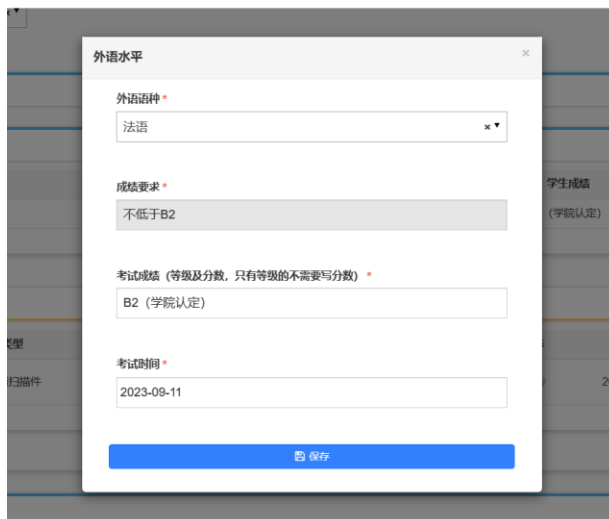 外语水平
×
外语语种 *
法语
× ▼
成绩要求 *
不低于B2
学生成绩
（学院认定）
考试成绩（等级及分数，只有等级的不需要写分数） *
B2（学院认定）
类型
考试时间 *
扫描件
2023-09-11
保存